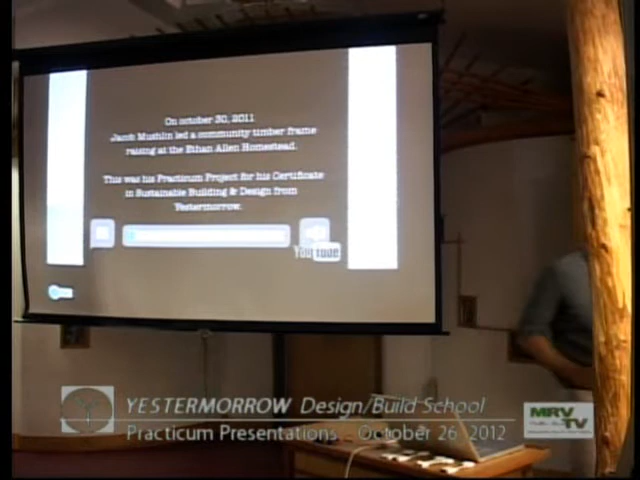 On october 30, 2011
Jacob Mushlin led a community timber frame
raising at the Ethan Allen Homestead.
This was his Practicum Project for his Certificate
in Sustainable Building & Design from
Yestermorrow.
You Tube
YESTERMORROW Design/Build School
Practicum Presentations - October 26, 2012
MRV
TV